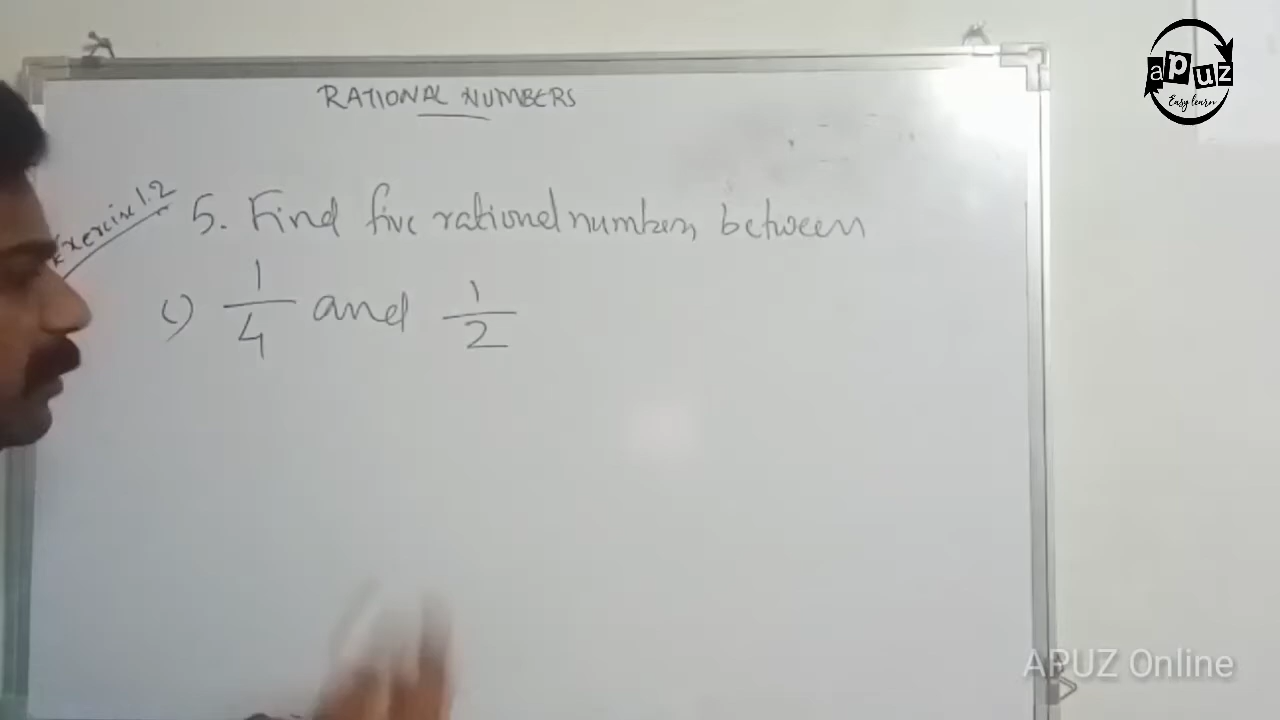 apuz
Easy learn
RATIONAL NUMBERS
Exercise 1.2
5. Find five rational numbers between
c) 1/4 and 1/2
APUZ Online